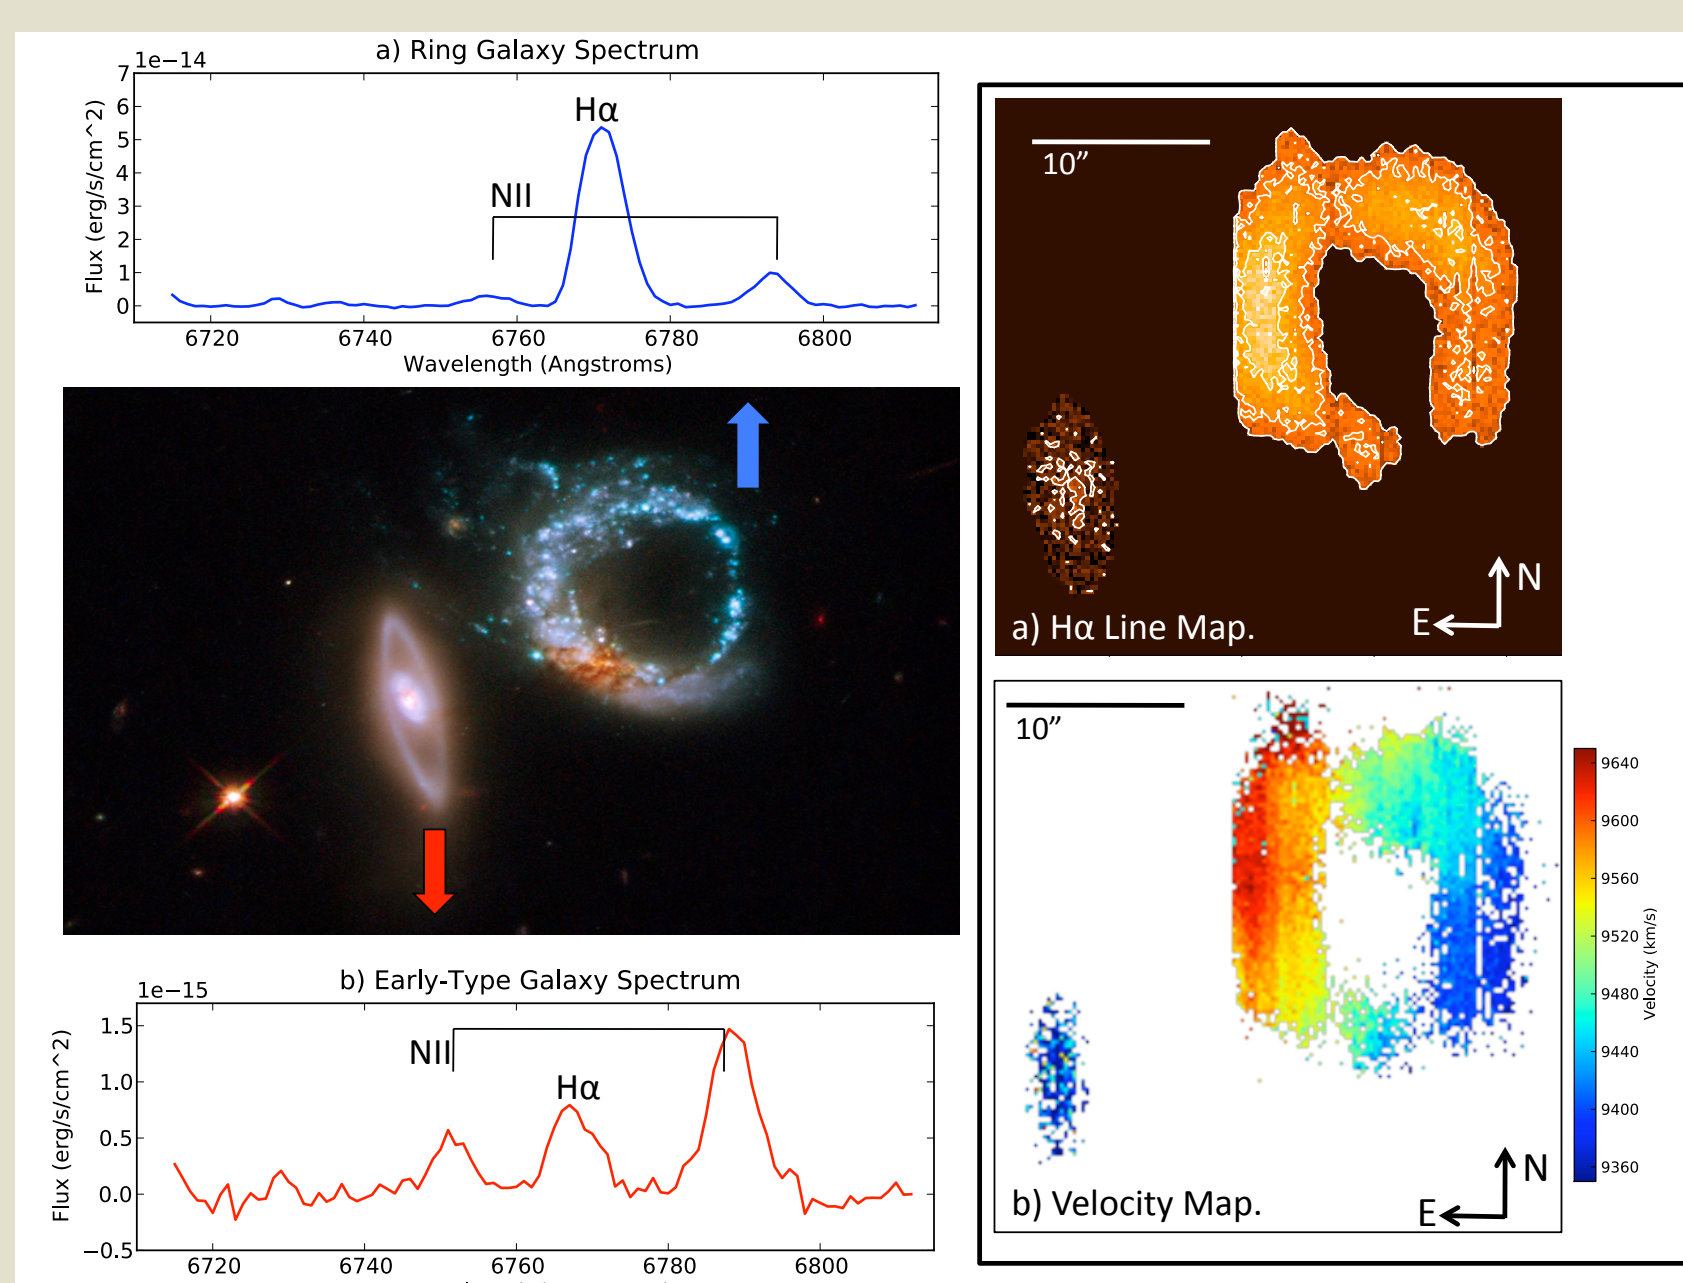 a) Ring Galaxy Spectrum
1e−14
7
6
5
4
3
2
1
0
Flux (erg/s/cm^2)
Hα
NII
6720 6740 6760 6780 6800
Wavelength (Angstroms)
b) Early-Type Galaxy Spectrum
1e−15
1.5
1.0
0.5
0.0
−0.5
Flux (erg/s/cm^2)
NII
Hα
6720 6740 6760 6780 6800
10”
N
E
a) Hα Line Map.
10”
N
E
b) Velocity Map.
9640
9600
9560
9520
9480
9440
9400
9360
Velocity (km/s)